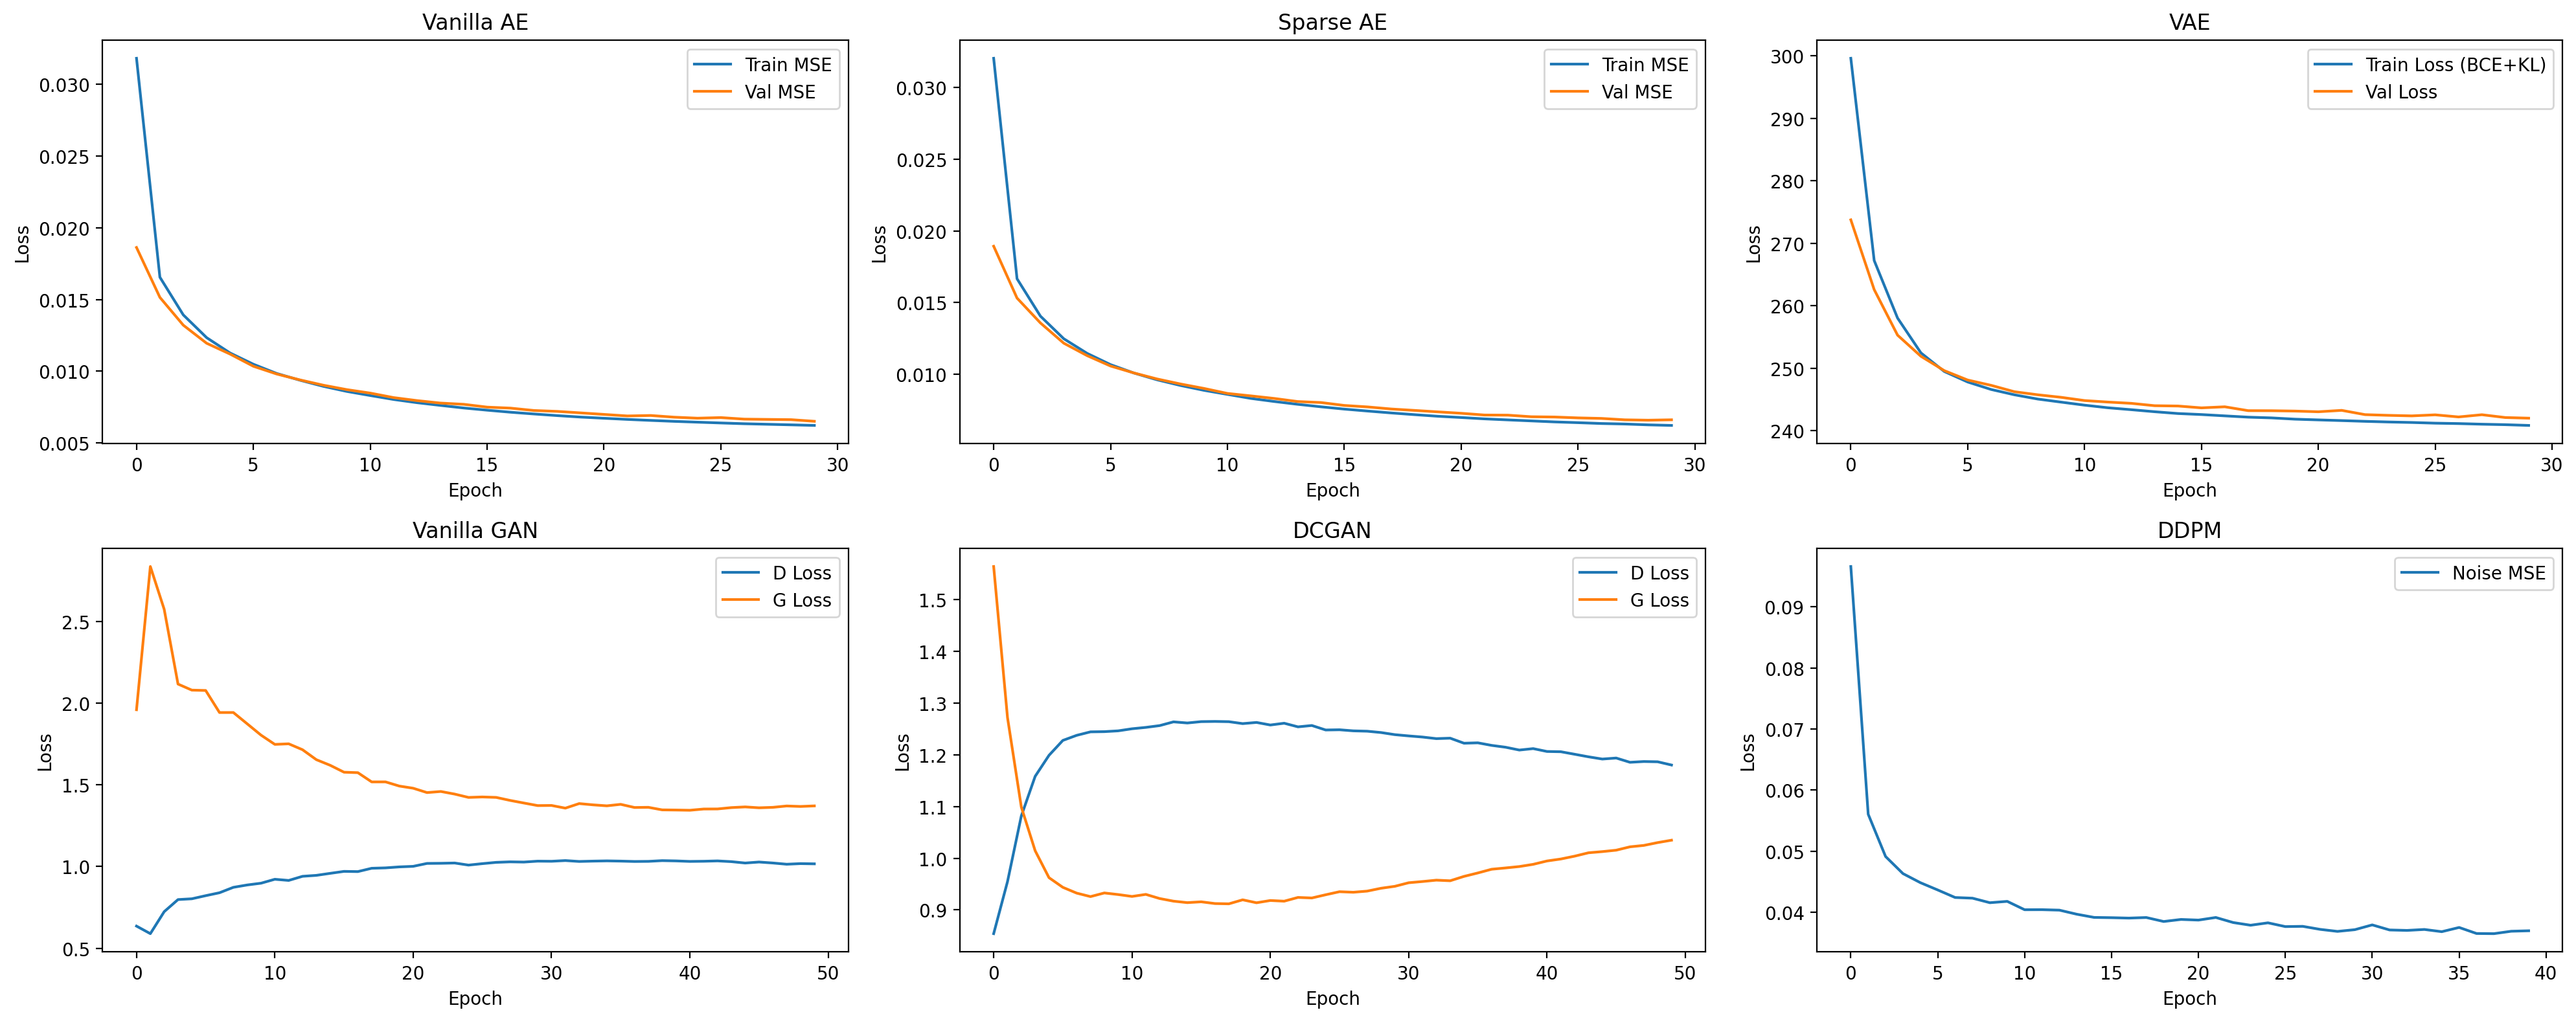 Vanilla AE
Loss
0.030
0.025
0.020
0.015
0.010
0.005
Train MSE
Val MSE
0 5 10 15 20 25 30
Epoch
Sparse AE
Loss
0.030
0.025
0.020
0.015
0.010
Train MSE
Val MSE
0 5 10 15 20 25 30
Epoch
VAE
Loss
300
290
280
270
260
250
240
Train Loss (BCE+KL)
Val Loss
0 5 10 15 20 25 30
Epoch
Vanilla GAN
Loss
2.5
2.0
1.5
1.0
0.5
D Loss
G Loss
0 10 20 30 40 50
Epoch
DCGAN
Loss
1.5
1.4
1.3
1.2
1.1
1.0
0.9
D Loss
G Loss
0 10 20 30 40 50
Epoch
DDPM
Loss
0.09
0.08
0.07
0.06
0.05
0.04
Noise MSE
0 5 10 15 20 25 30 35 40
Epoch